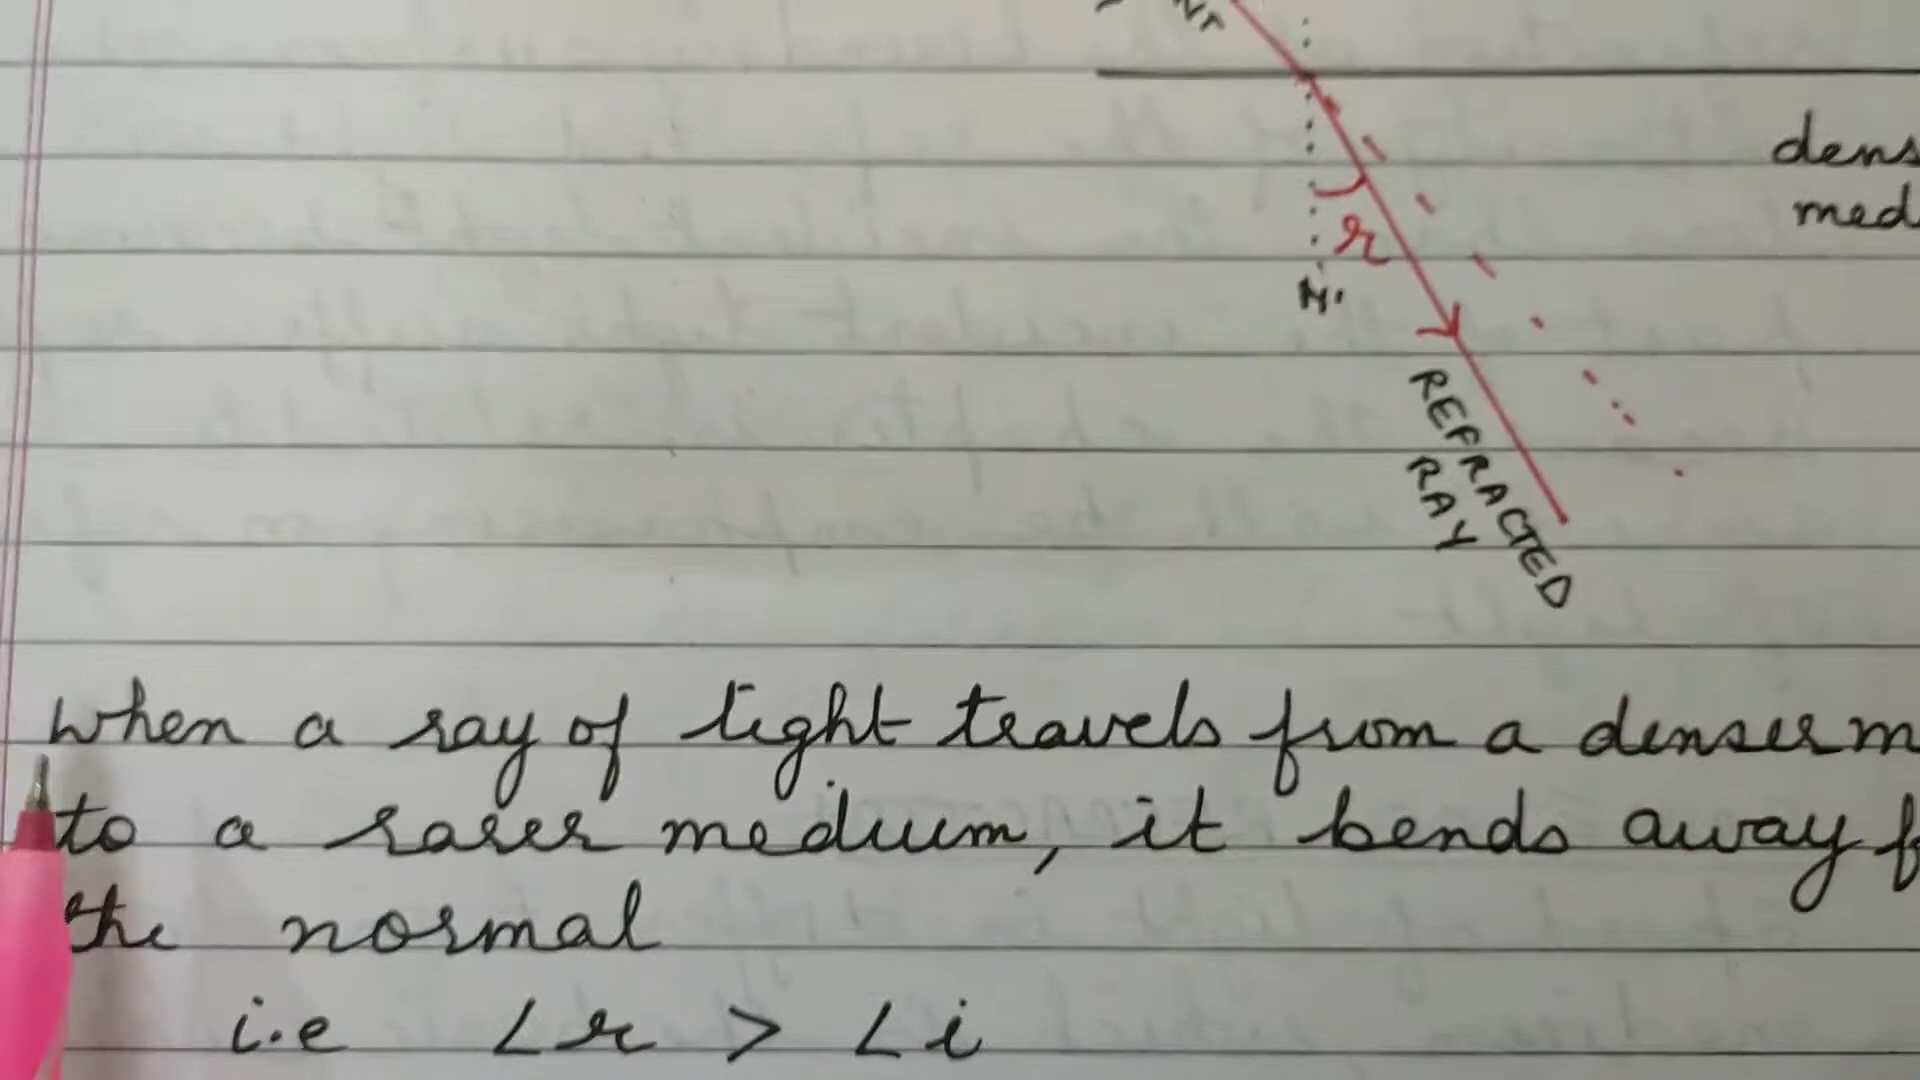 dens
med
r
N'
REFRACTED
RAY
when a ray of light travels from a denser m
to a rarer medium, it bends away f
the normal
i.e ∠r > ∠i